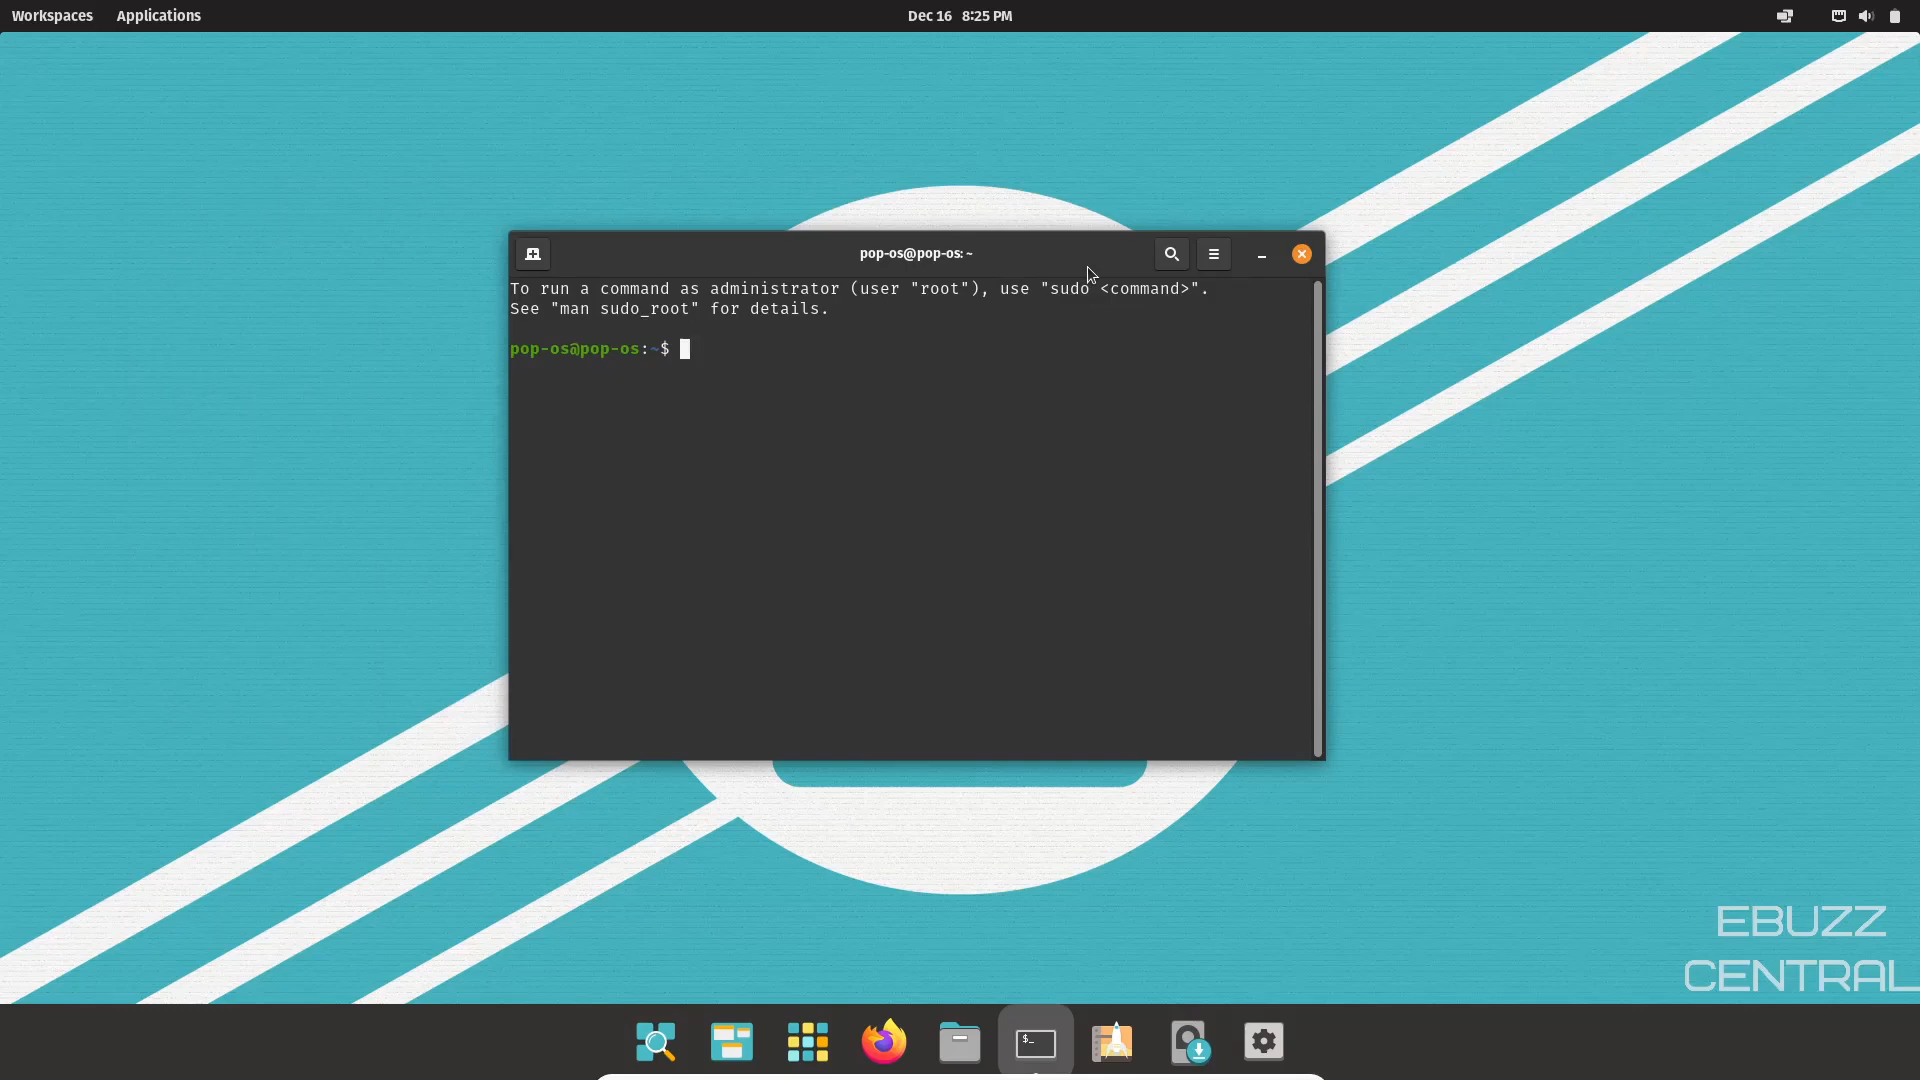 Workspaces Applications Dec 16 8:25 PM
pop-os@pop-os: ~
To run a command as administrator (user "root"), use "sudo <command>".
See "man sudo_root" for details.
pop-os@pop-os:~$
$_
EBUZZ
CENTRAL